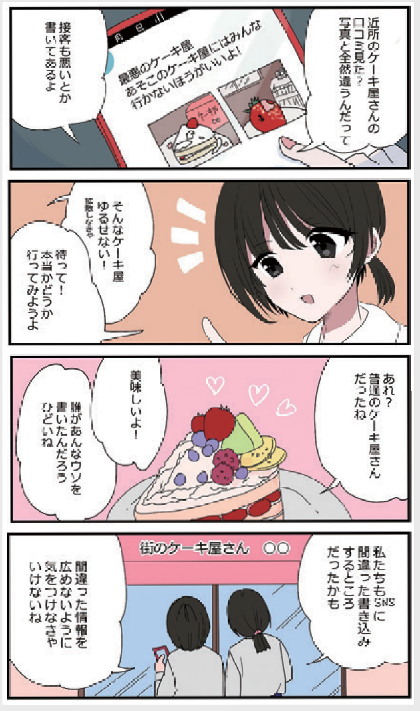 近所のケーキ屋さんの
口コミ見た?
写真と全然違うんだって
最悪のケーキ屋
あそこのケーキ屋にはみんな
行かないほうがいいよ!
接客も悪いとか
書いてあるよ
そんなケーキ屋
ゆるせない!
拡散しなきゃ
待って!
本当かどうか
行ってみようよ
あれ?
普通のケーキ屋さん
だったね
美味しいよ!
誰があんなウソを
書いたんだろう
ひどいね
街のケーキ屋さん 〇〇
私たちもSNSに
間違った書き込み
するところ
だったかも
間違った情報を
広めないように
気をつけなきゃ
いけないね